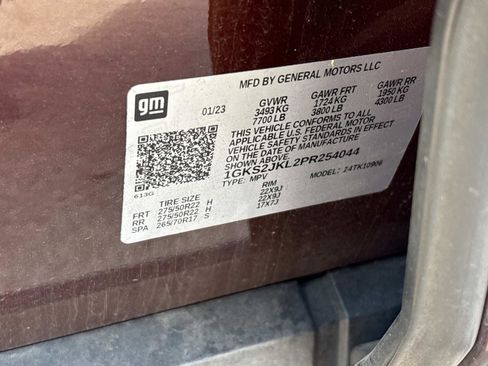 MFD BY GENERAL MOTORS LLC
gm
01/23
GVWR GAWR FRT GAWR RR
3493 KG 1724 KG 1950 KG
7700 LB 3800 LB 4300 LB
THIS VEHICLE CONFORMS TO ALL
APPLICABLE U.S. FEDERAL MOTOR
VEHICLE SAFETY STANDARDS IN EFFECT
ON THE DATE OF MANUFACTURE
SHOWN ABOVE.
1GKS2JKL2PR254044
TYPE: MPV MODEL: Z4TK10906
613G
TIRE SIZE RIM
FRT 275/50R22 H 22X9J
RR 275/50R22 H 22X9J
SPA 265/70R17 S 17X7J